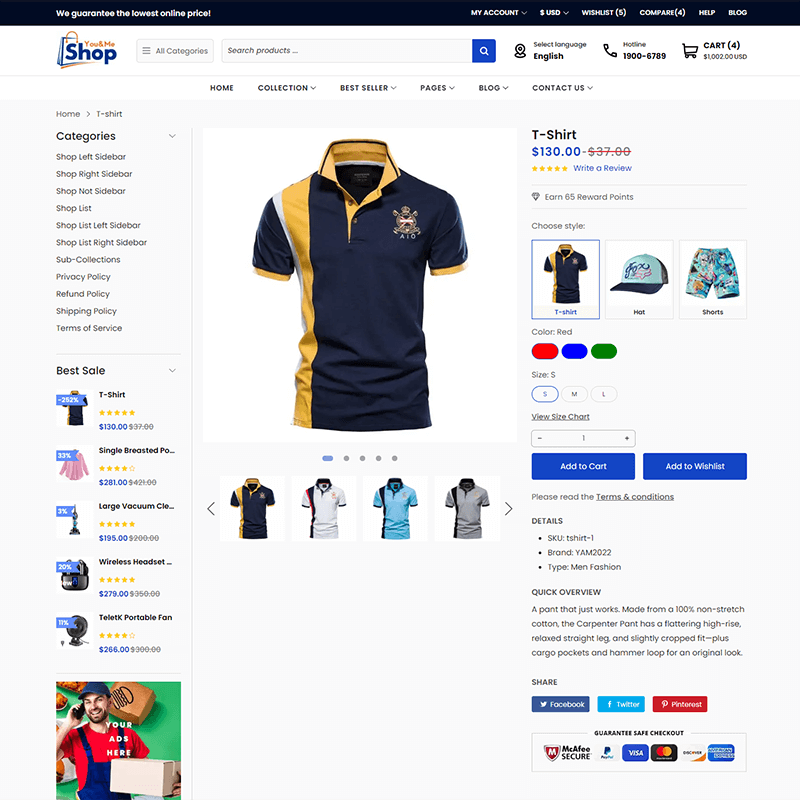 We guarantee the lowest online price!
MY ACCOUNT
$ USD
WISHLIST (5)
COMPARE(4)
HELP
BLOG
You&Me
Shop
All Categories
Search products ...
Select language
English
Hotline
1900-6789
CART (4)
$1,002.00 USD
HOME
COLLECTION
BEST SELLER
PAGES
BLOG
CONTACT US
Home > T-shirt
Categories
Shop Left Sidebar
Shop Right Sidebar
Shop Not Sidebar
Shop List
Shop List Left Sidebar
Shop List Right Sidebar
Sub-Collections
Privacy Policy
Refund Policy
Shipping Policy
Terms of Service
Best Sale
-252%
T-Shirt
$130.00 $37.00
33%
Single Breasted Po...
$281.00 $421.00
3%
Large Vacuum Cle...
$195.00 $200.00
20%
Wireless Headset ...
$279.00 $350.00
11%
TeletK Portable Fan
$266.00 $300.00
YOUR
ADS
HERE
AIO
T-Shirt
$130.00-$37.00
Write a Review
Earn 65 Reward Points
Choose style:
Fox
T-shirt
Hat
Shorts
Color: Red
Size: S
S
M
L
View Size Chart
- 1 +
Add to Cart
Add to Wishlist
Please read the Terms & conditions
DETAILS
• SKU: tshirt-1
• Brand: YAM2022
• Type: Men Fashion
QUICK OVERVIEW
A pant that just works. Made from a 100% non-stretch
cotton, the Carpenter Pant has a flattering high-rise,
relaxed straight leg, and slightly cropped fit—plus
cargo pockets and hammer loop for an original look.
SHARE
Facebook
Twitter
Pinterest
GUARANTEE SAFE CHECKOUT
McAfee
SECURE
PayPal
VISA
MasterCard
DISCOVER
AMERICAN
EXPRESS